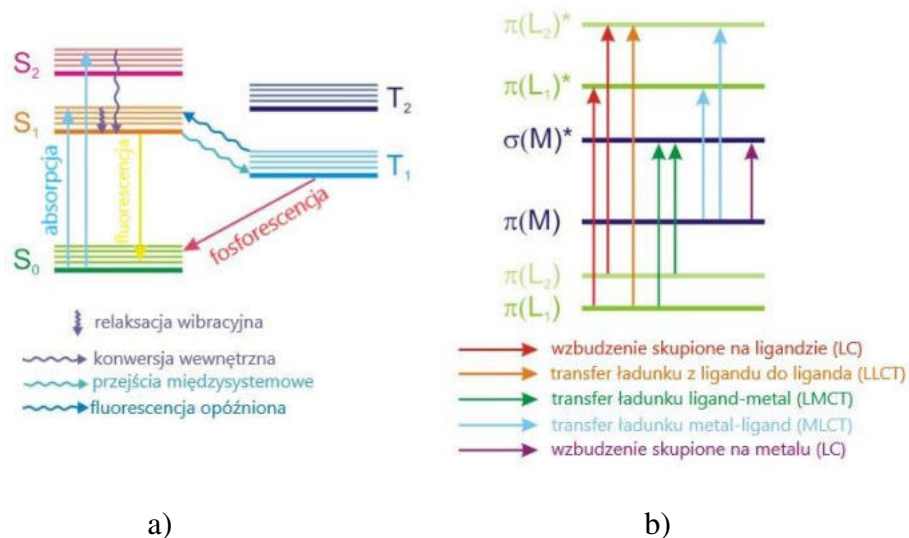 S₂
S₁
S₀
T₂
T₁
absorpcja
fluorescencja
fosforescencja
relaksacja wibracyjna
konwersja wewnętrzna
przejścia międzysystemowe
fluorescencja opóźniona
a)
π(L₂)*
π(L₁)*
σ(M)*
π(M)
π(L₂)
π(L₁)
wzbudzenie skupione na ligandzie (LC)
transfer ładunku z ligandu do liganda (LLCT)
transfer ładunku ligand-metal (LMCT)
transfer ładunku metal-ligand (MLCT)
wzbudzenie skupione na metalu (LC)
b)